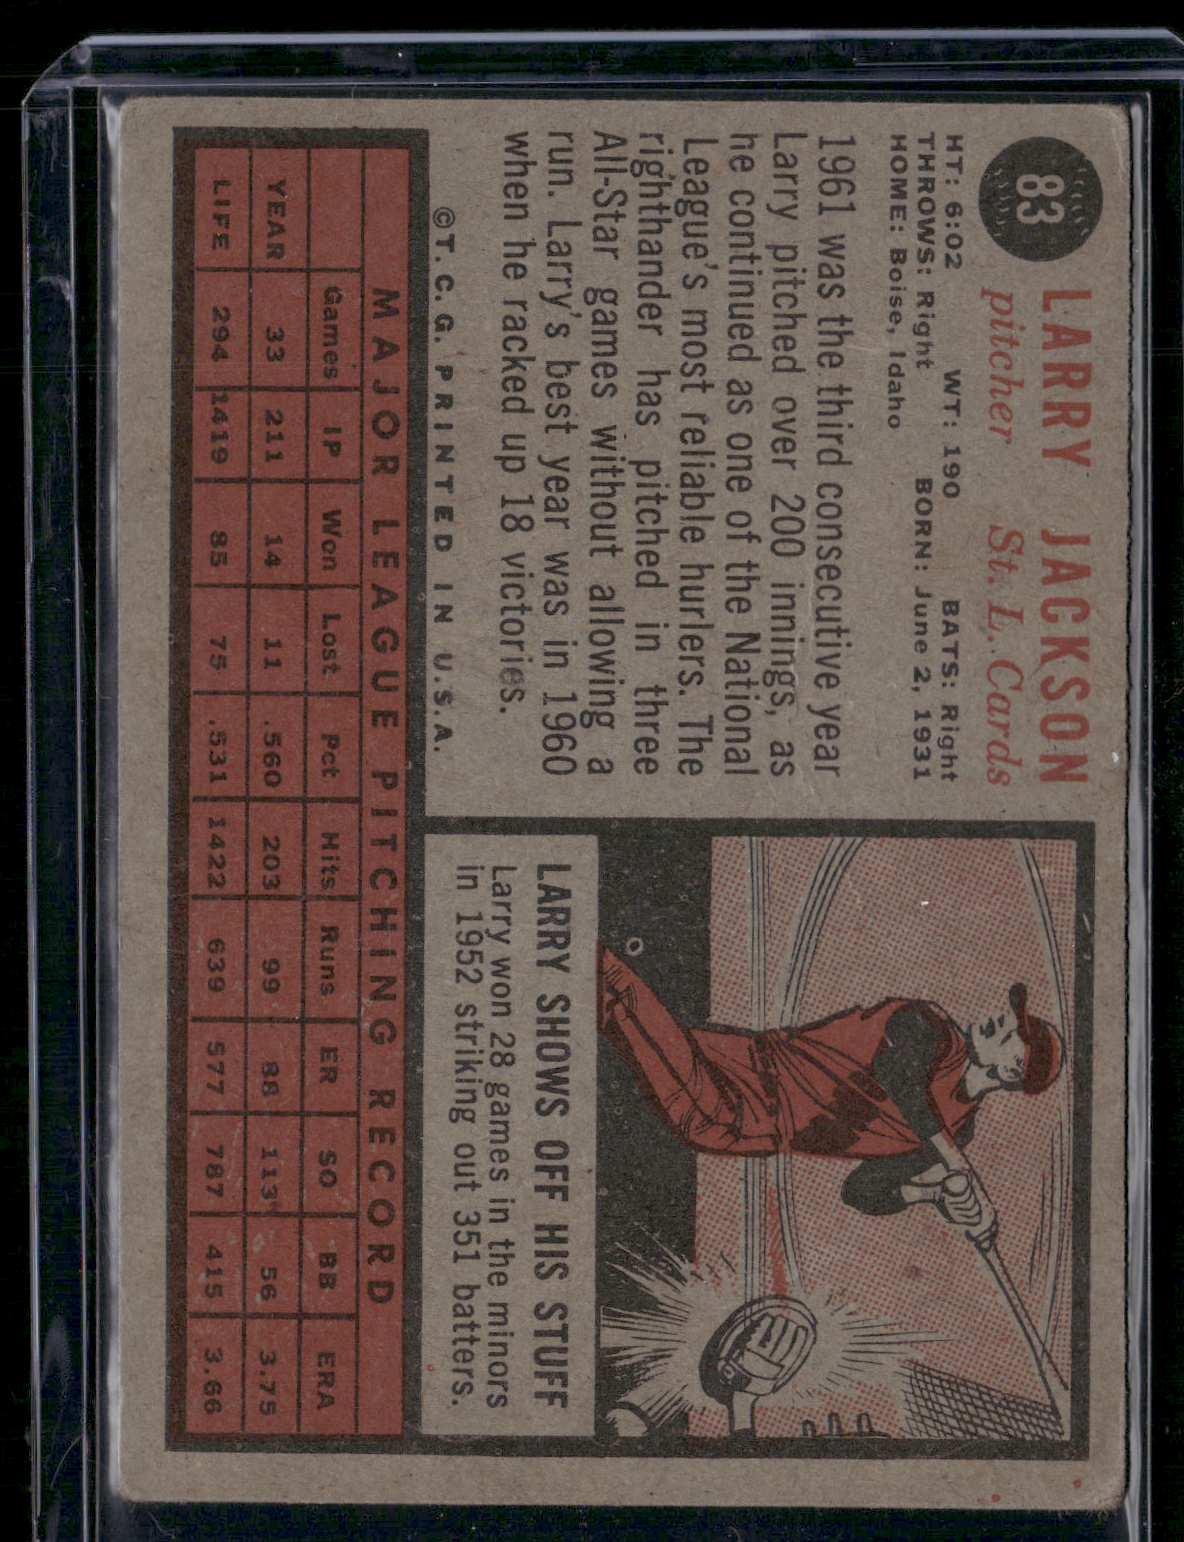 83
LARRY JACKSON
pitcher St. L. Cards
HT: 6:02 WT: 190 BATS: Right
THROWS: Right BORN: June 2, 1931
HOME: Boise, Idaho
1961 was the third consecutive year
Larry pitched over 200 innings, as
he continued as one of the National
League's most reliable hurlers. The
righthander has pitched in three
All-Star games without allowing a
run. Larry's best year was in 1960
when he racked up 18 victories.
©T.C.G. PRINTED IN U.S.A.
LARRY SHOWS OFF HIS STUFF
Larry won 28 games in the minors
in 1952 striking out 351 batters.
MAJOR LEAGUE PITCHING RECORD
Games IP Won Lost Pct Hits Runs ER SO BB ERA
YEAR 33 211 14 11 .560 203 99 88 113 56 3.75
LIFE 294 1419 85 75 .531 1422 639 577 787 415 3.66